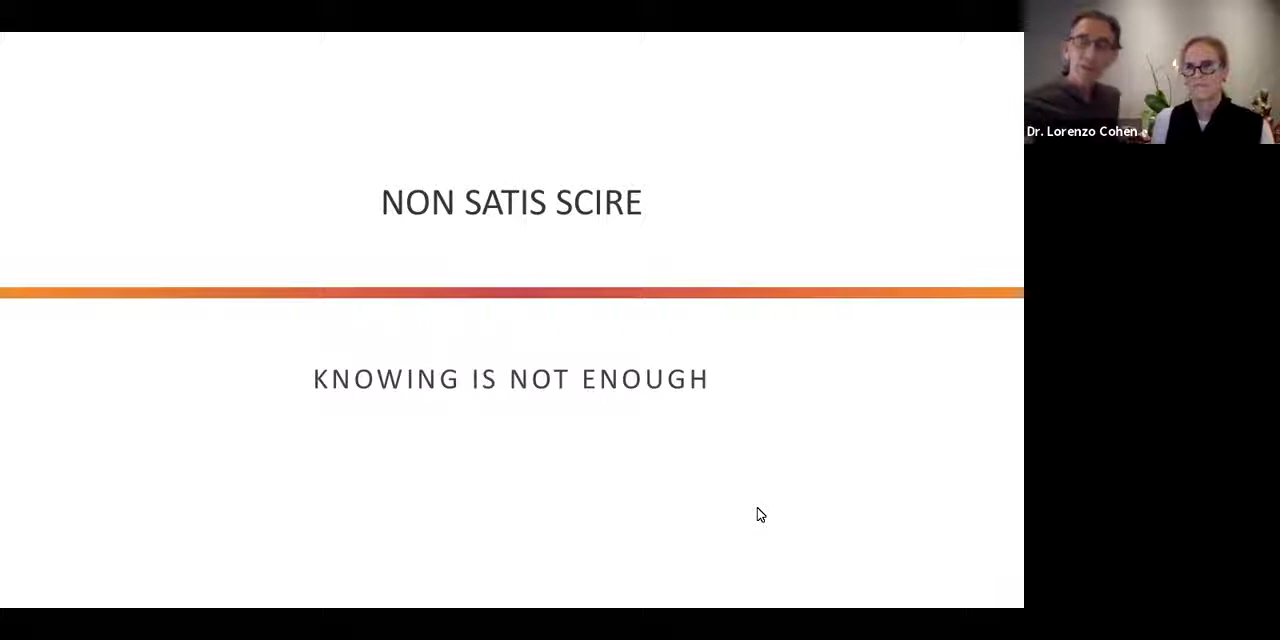 NON SATIS SCIRE
KNOWING IS NOT ENOUGH
Dr. Lorenzo Cohen